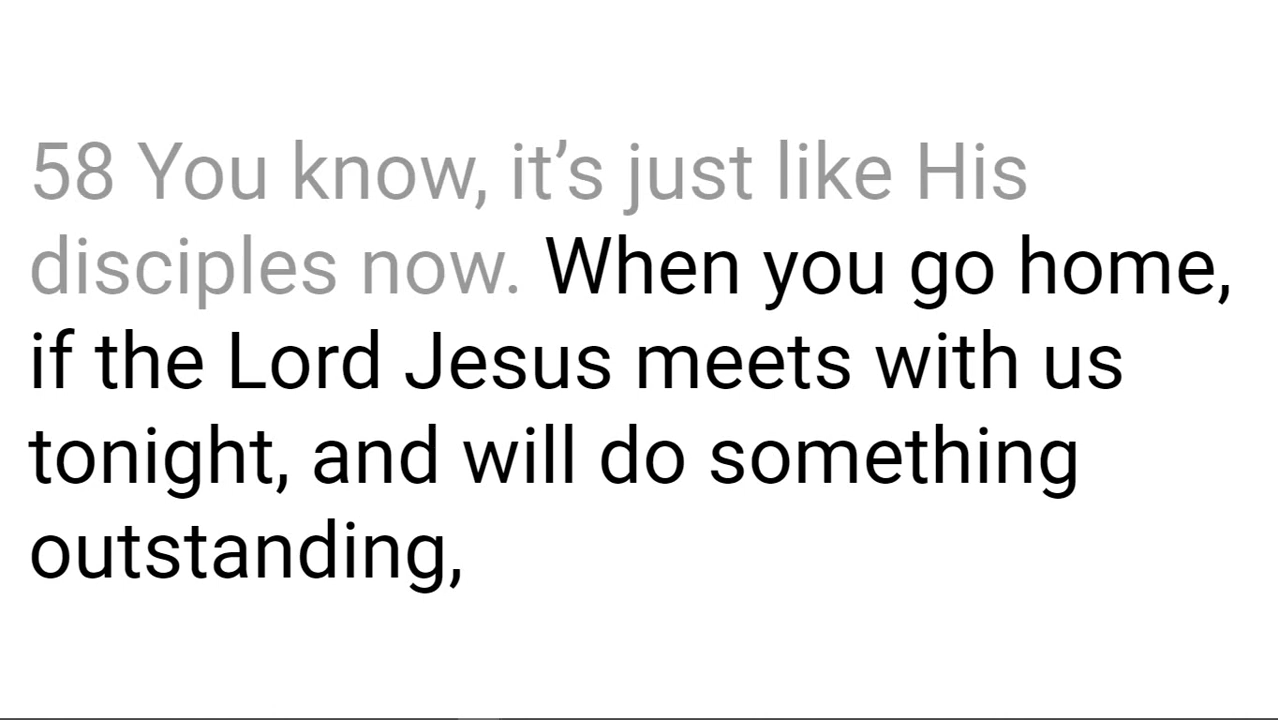 58 You know, it’s just like His
disciples now. When you go home,
if the Lord Jesus meets with us
tonight, and will do something
outstanding,